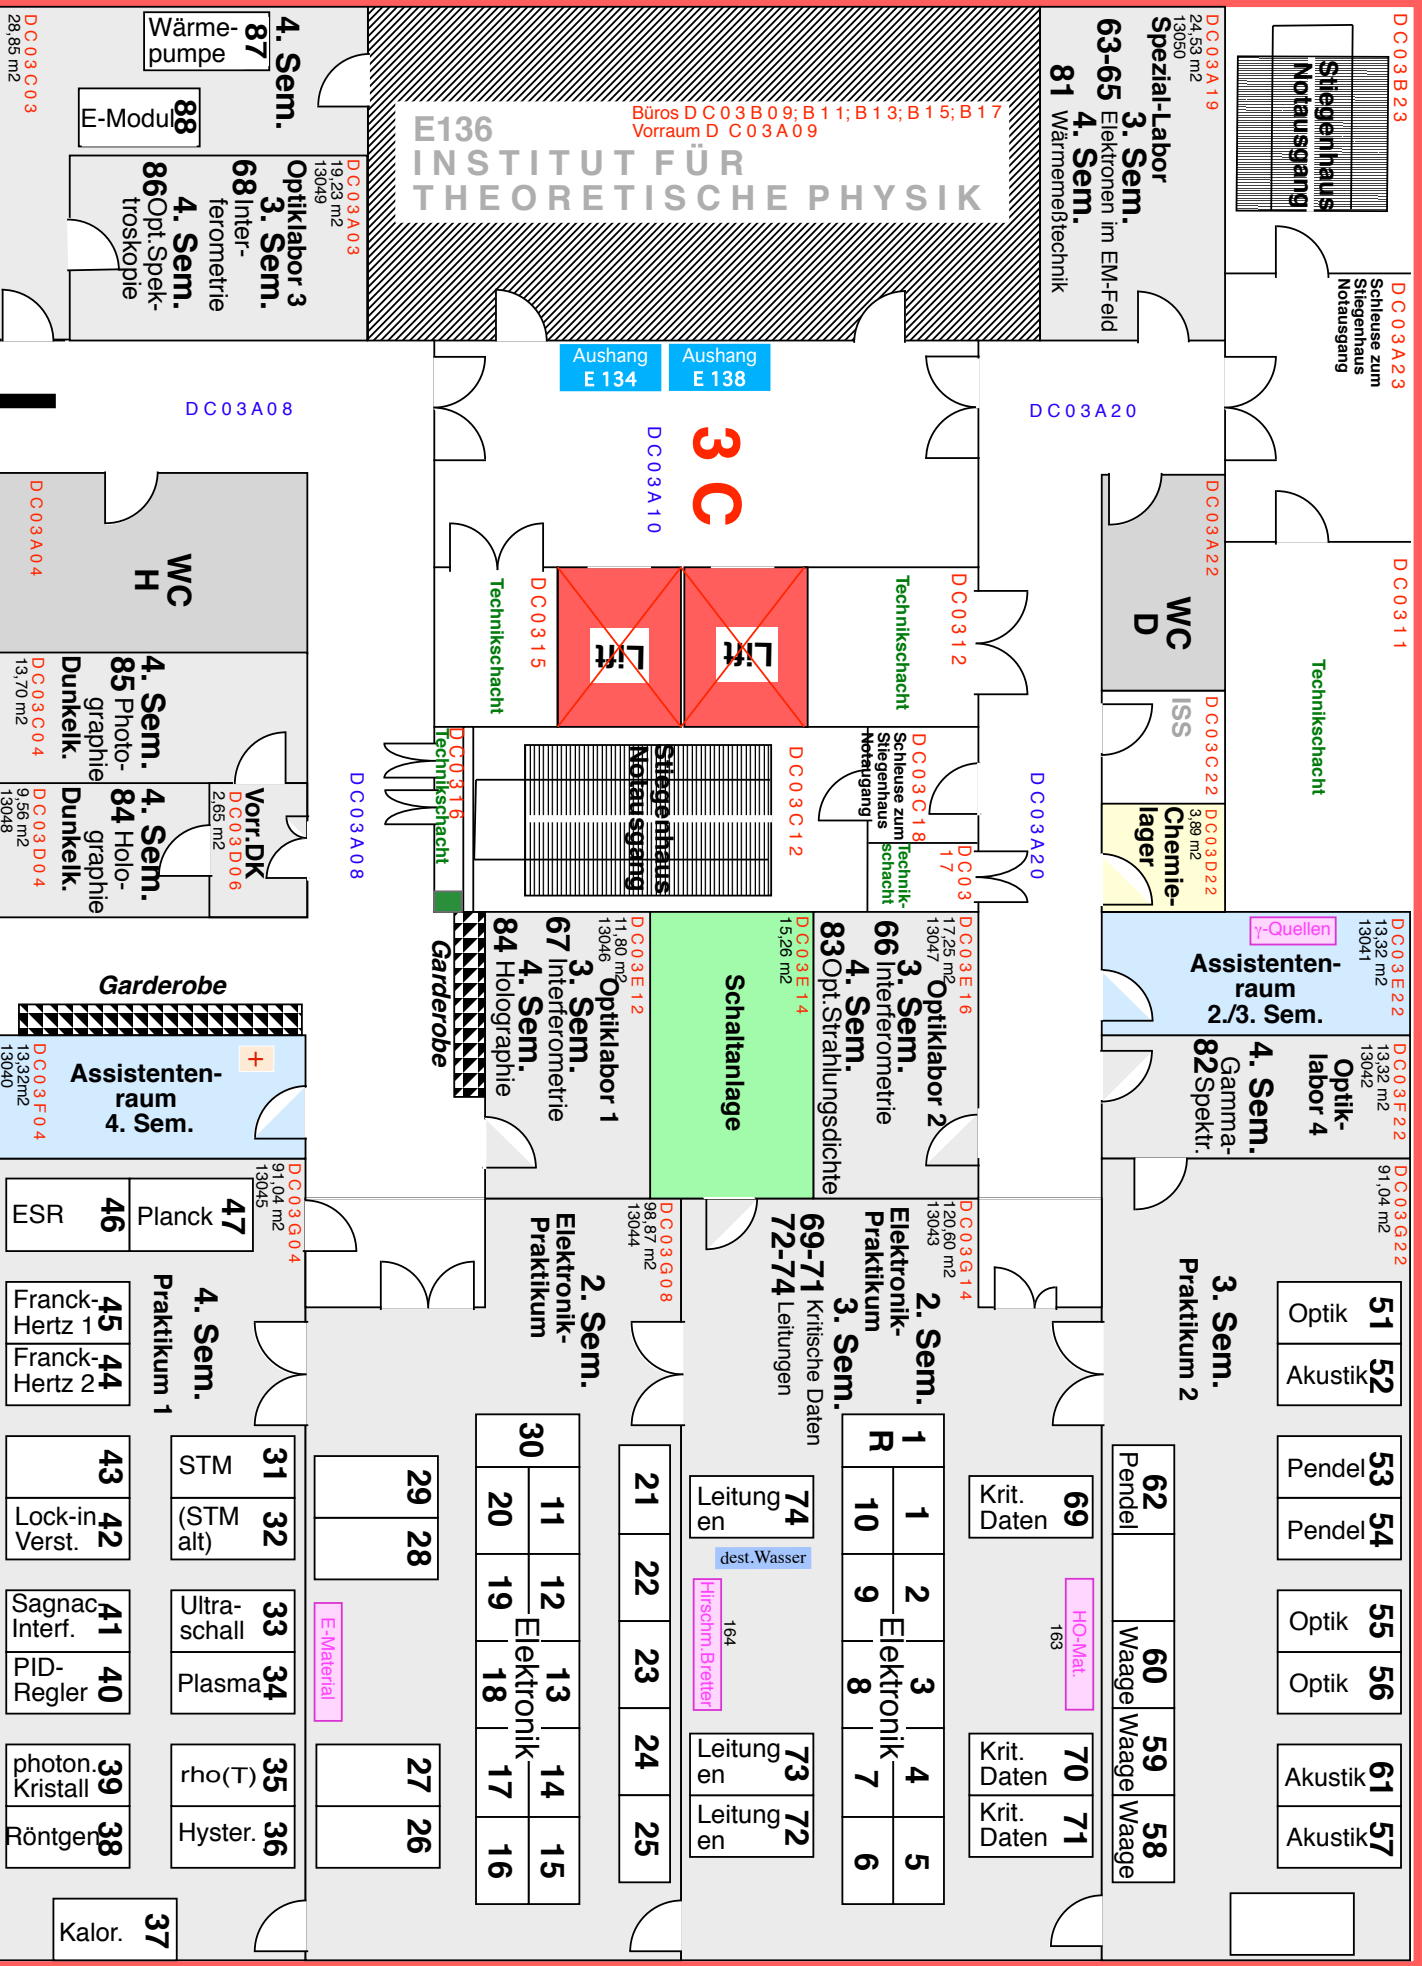 DC03C03
28,85 m2
4. Sem.
87
Wärme-
pumpe
88
E-Modul
DC03A03
19,23 m2
13049
Optiklabor 3
3. Sem.
68 Inter-
ferometrie
4. Sem.
86 Opt.Spek-
troskopie
Büros D C 03 B 09; B 11; B 13; B 15; B 17
Vorraum D C 03 A 09
E136
INSTITUT FÜR
THEORETISCHE PHYSIK
DC03A19
24,53 m2
13050
Spezial-Labor
3. Sem.
63-65 Elektronen im EM-Feld
4. Sem.
81 Wärmemeßtechnik
DC03B23
Stiegenhaus
Notausgang
DC03A23
Schleuse zum
Stiegenhaus
Notausgang
Aushang
E 134
Aushang
E 138
DC03A08
3 C
DC03A10
DC03A20
DC03A04
WC
H
DC0315
Technikschacht
Lift
Lift
DC0312
Technikschacht
DC03A22
WC
D
DC0311
Technikschacht
DC03C04
13,70 m2
4. Sem.
85 Photo-
graphie
Dunkelk.
DC03D04
9,56 m2
13048
4. Sem.
84 Holo-
graphie
Dunkelk.
Vorr.DK
DC03D06
2,65 m2
DC03A08
DC0316
Technikschacht
Stiegenhaus
Notausgang
DC03C12
DC03C18
Schleuse zum
Stiegenhaus
Notaugang
DC03
17
Technik-
schacht
DC03A20
DC03C22
ISS
DC03D22
3,89 m2
Chemie-
lager
Garderobe
Garderobe
DC03E12
11,80 m2
13046
Optiklabor 1
3. Sem.
67 Interferometrie
4. Sem.
84 Holographie
DC03E14
15,26 m2
Schaltanlage
DC03E16
17,25 m2
13047
Optiklabor 2
3. Sem.
66 Interferometrie
4. Sem.
83 Opt.Strahlungsdichte
DC03E22
13,32 m2
13041
γ-Quellen
Assistenten-
raum
2./3. Sem.
DC03F04
13,32m2
13040
+
Assistenten-
raum
4. Sem.
DC03F22
13,32 m2
13042
Optik-
labor 4
4. Sem.
Gamma-
82 Spektr.
DC03G04
91,04 m2
13045
4. Sem.
Praktikum 1
46
ESR
47
Planck
45
Franck-
Hertz 1
44
Franck-
Hertz 2
43
42
Lock-in
Verst.
31
STM
32
(STM
alt)
41
Sagnac
Interf.
40
PID-
Regler
33
Ultra-
schall
34
Plasma
39
photon.
Kristall
38
Röntgen
35
rho(T)
36
Hyster.
37
Kalor.
DC03G08
98,87 m2
13044
2. Sem.
Elektronik-
Praktikum
29
28
E-Material
27
26
30
20
11
19
12
18
13
17
14
16
15
Elektronik
21
22
23
24
25
DC03G14
120,60 m2
13043
2. Sem.
Elektronik-
Praktikum
3. Sem.
69-71 Kritische Daten
72-74 Leitungen
74
Leitung
en
dest.Wasser
Hirschm.Bretter
164
73
Leitung
en
72
Leitung
en
1
R
10
1
9
2
8
3
7
4
6
5
Elektronik
69
Krit.
Daten
HO-Mat.
163
70
Krit.
Daten
71
Krit.
Daten
DC03G22
91,04 m2
3. Sem.
Praktikum 2
51
Optik
52
Akustik
53
Pendel
54
Pendel
55
Optik
56
Optik
61
Akustik
57
Akustik
62
Pendel
60
Waage
59
Waage
58
Waage